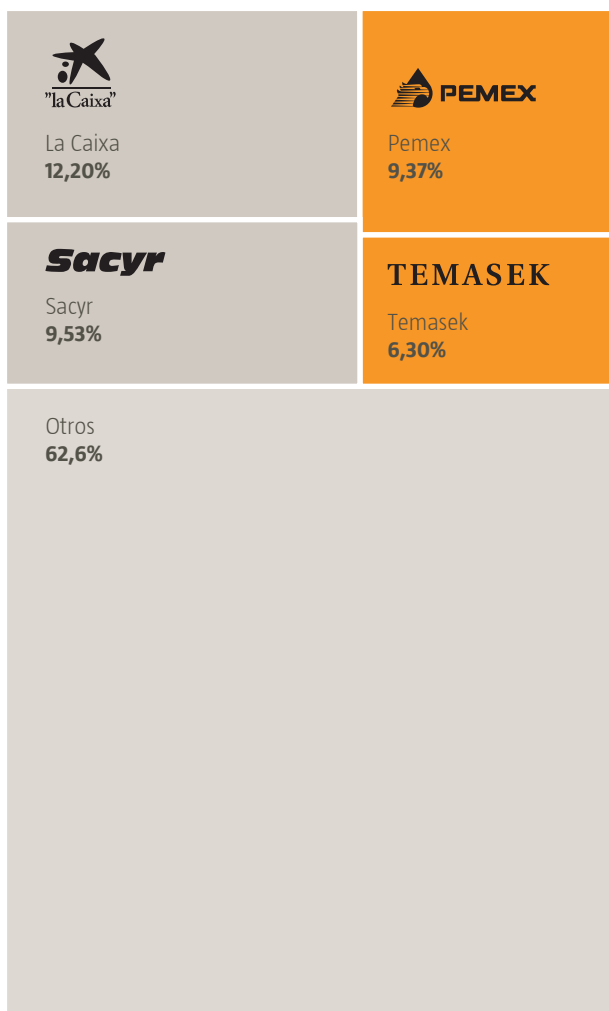 "la Caixa"
La Caixa
12,20%
PEMEX
Pemex
9,37%
Sacyr
Sacyr
9,53%
TEMASEK
Temasek
6,30%
Otros
62,6%